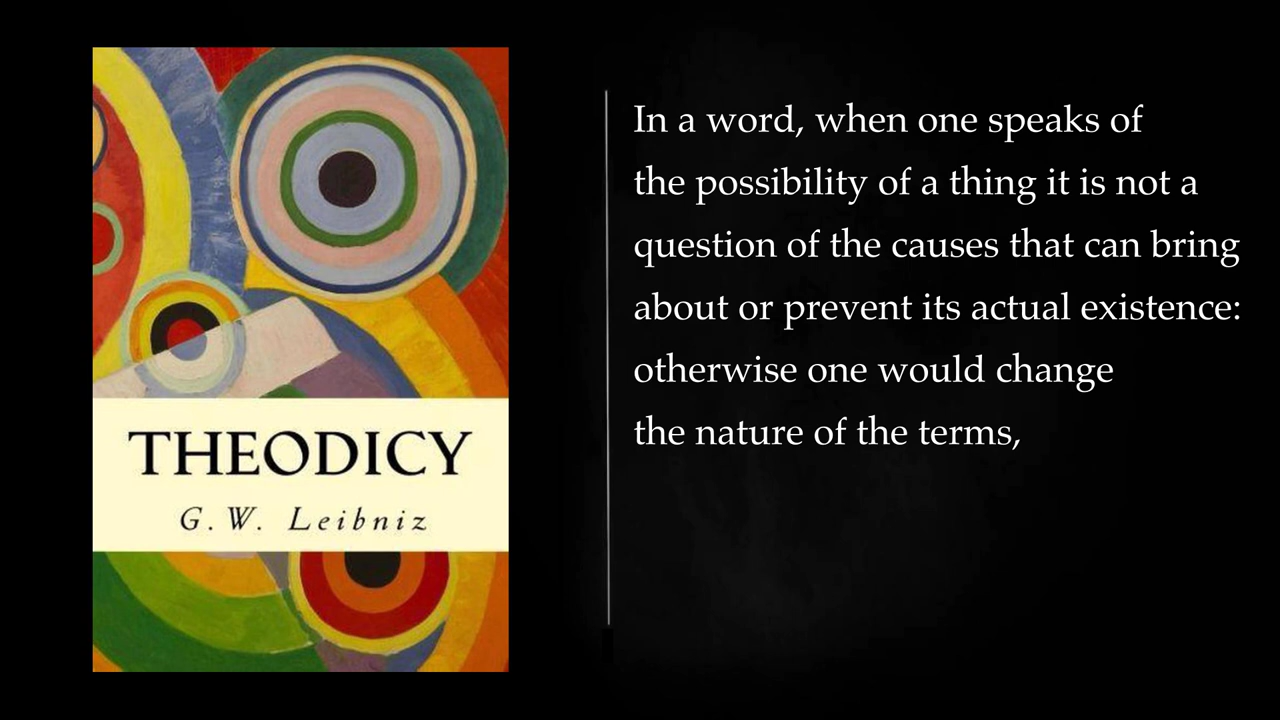 THEODICY
G. W. Leibniz
In a word, when one speaks of
the possibility of a thing it is not a
question of the causes that can bring
about or prevent its actual existence:
otherwise one would change
the nature of the terms,